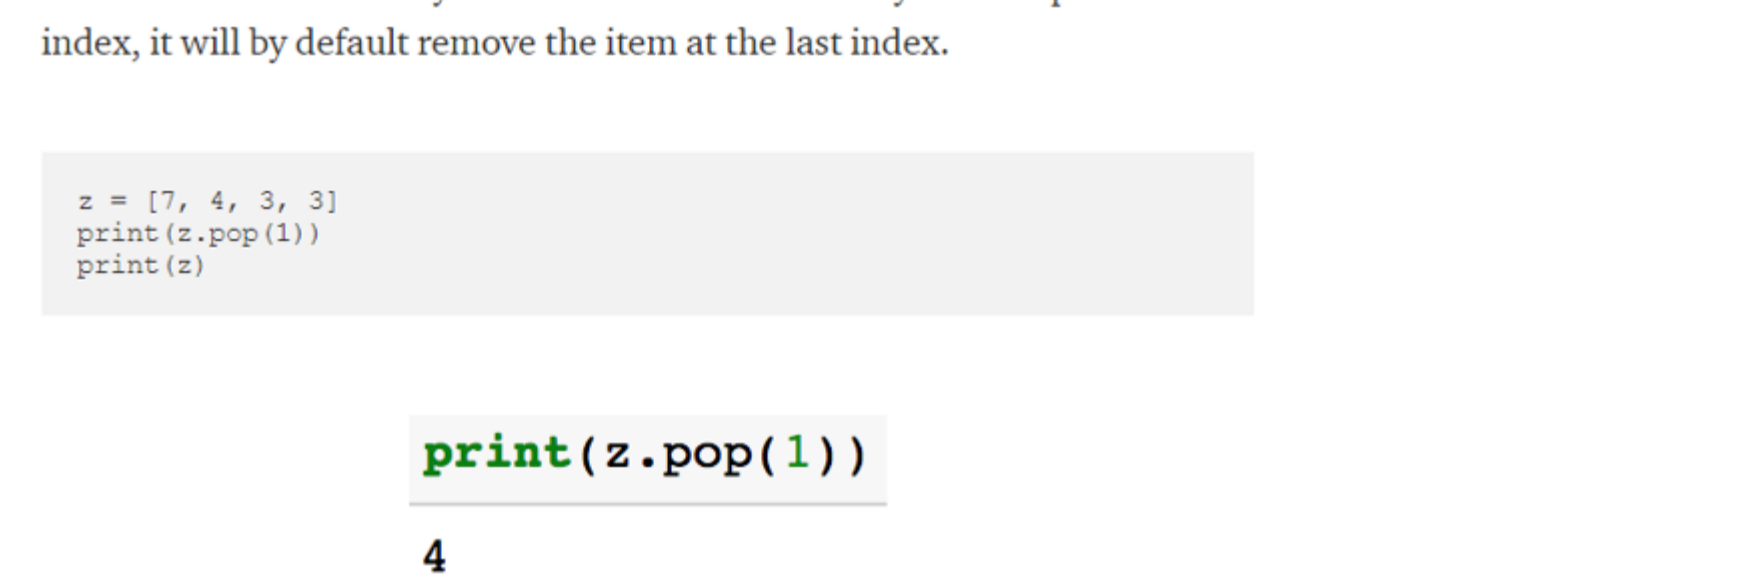 index, it will by default remove the item at the last index.
z = [7, 4, 3, 3]
print(z.pop(1))
print(z)
print(z.pop(1))
4